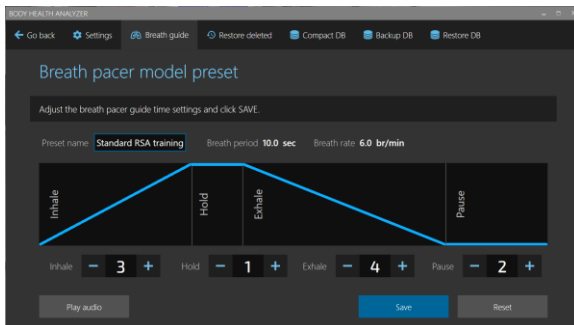 BODY HEALTH ANALYZER
Go back Settings Breath guide Restore deleted Compact DB Backup DB Restore DB
Breath pacer model preset
Adjust the breath pacer guide time settings and click SAVE.
Preset name Standard RSA training Breath period 10.0 sec Breath rate 6.0 br/min
Inhale Hold Exhale Pause
Inhale − 3 + Hold − 1 + Exhale − 4 + Pause − 2 +
Play audio Save Reset